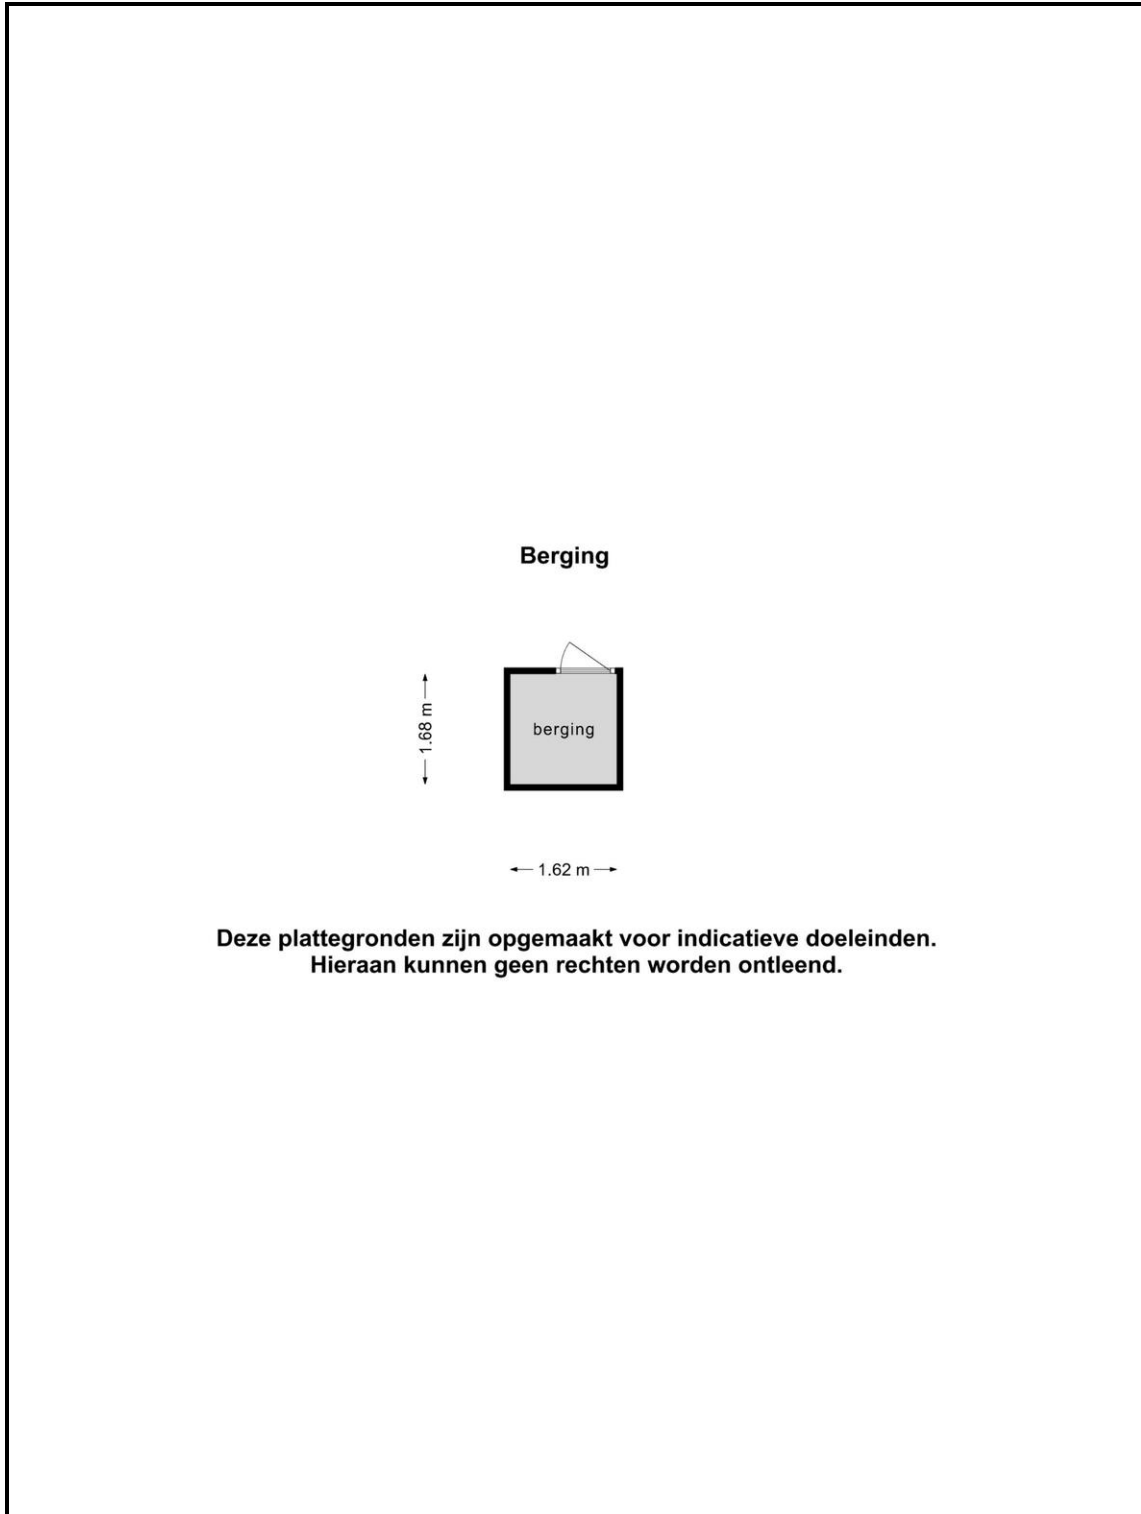 Berging
berging
1.68 m
1.62 m
Deze plattegronden zijn opgemaakt voor indicatieve doeleinden.
Hieraan kunnen geen rechten worden ontleend.